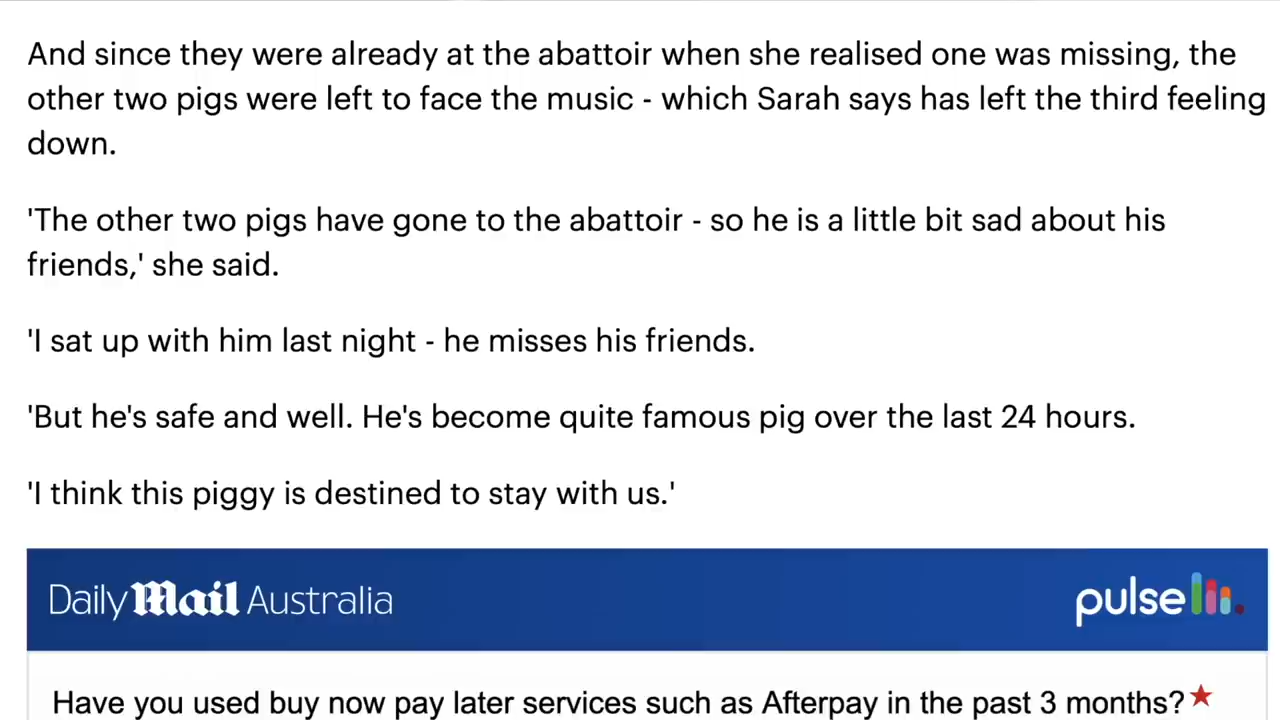 And since they were already at the abattoir when she realised one was missing, the
other two pigs were left to face the music - which Sarah says has left the third feeling
down.
'The other two pigs have gone to the abattoir - so he is a little bit sad about his
friends,' she said.
'I sat up with him last night - he misses his friends.
'But he's safe and well. He's become quite famous pig over the last 24 hours.
'I think this piggy is destined to stay with us.'
Daily Mail Australia
pulse
Have you used buy now pay later services such as Afterpay in the past 3 months?